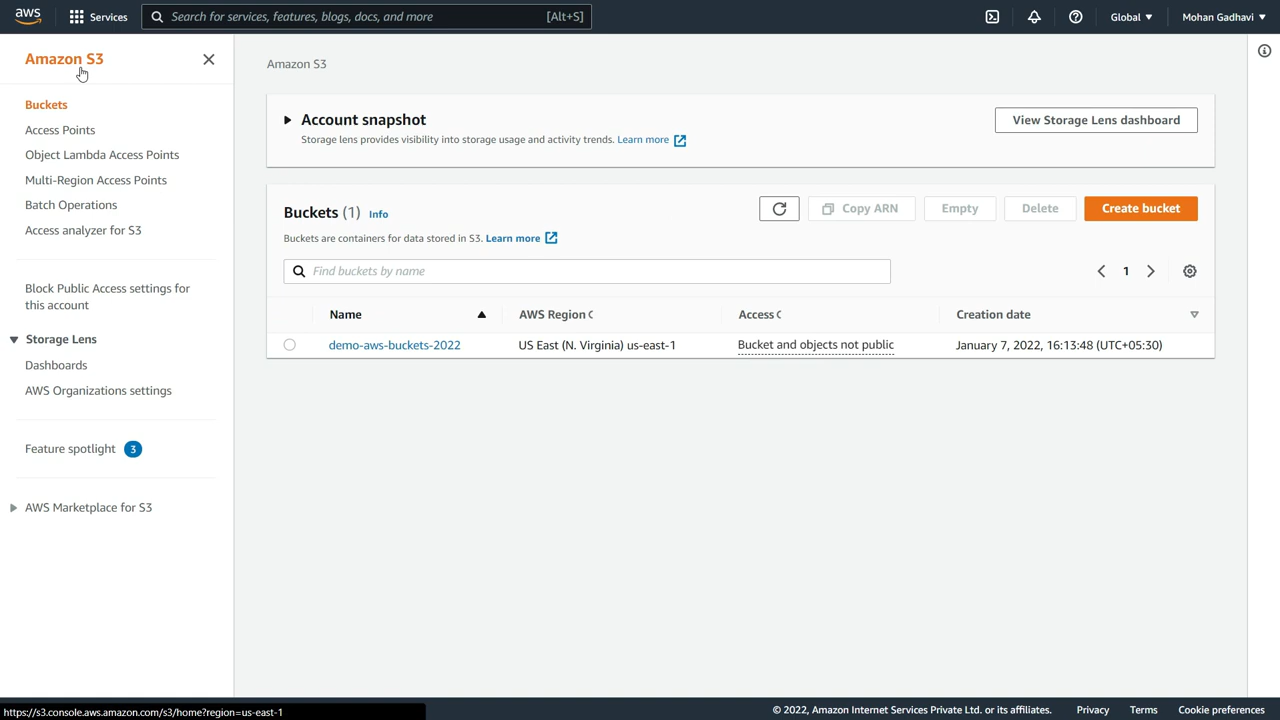 aws Services Search for services, features, blogs, docs, and more [Alt+S] Global ▼ Mohan Gadhavi ▼
Amazon S3
Buckets
Access Points
Object Lambda Access Points
Multi-Region Access Points
Batch Operations
Access analyzer for S3
Block Public Access settings for
this account
Storage Lens
Dashboards
AWS Organizations settings
Feature spotlight 3
AWS Marketplace for S3
Amazon S3
Account snapshot
Storage lens provides visibility into storage usage and activity trends. Learn more
View Storage Lens dashboard
Buckets (1) Info
Copy ARN Empty Delete Create bucket
Buckets are containers for data stored in S3. Learn more
Find buckets by name
1
Name AWS Region Access Creation date
demo-aws-buckets-2022 US East (N. Virginia) us-east-1 Bucket and objects not public January 7, 2022, 16:13:48 (UTC+05:30)
https://s3.console.aws.amazon.com/s3/home?region=us-east-1
© 2022, Amazon Internet Services Private Ltd. or its affiliates. Privacy Terms Cookie preferences